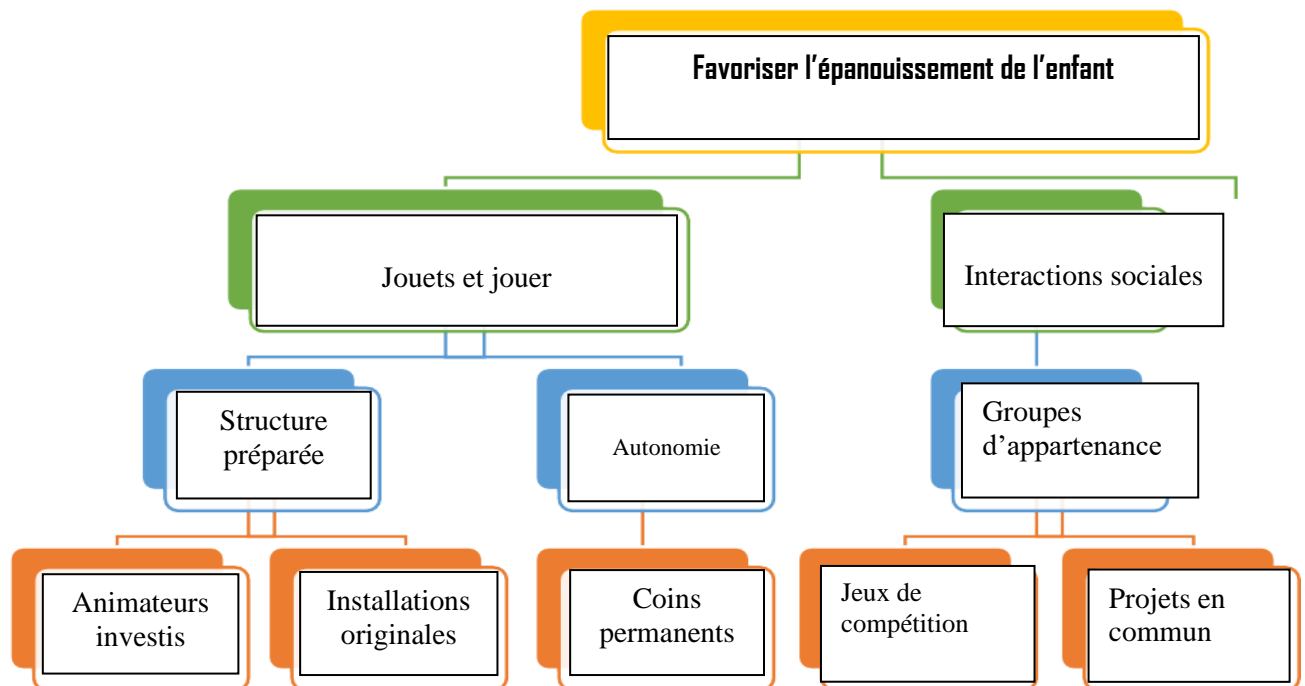 Favoriser l'épanouissement de l'enfant
Jouets et jouer
Interactions sociales
Structure
préparée
Autonomie
Groupes
d'appartenance
Animateurs
investis
Installations
originales
Coins
permanents
Jeux de
compétition
Projets en
commun